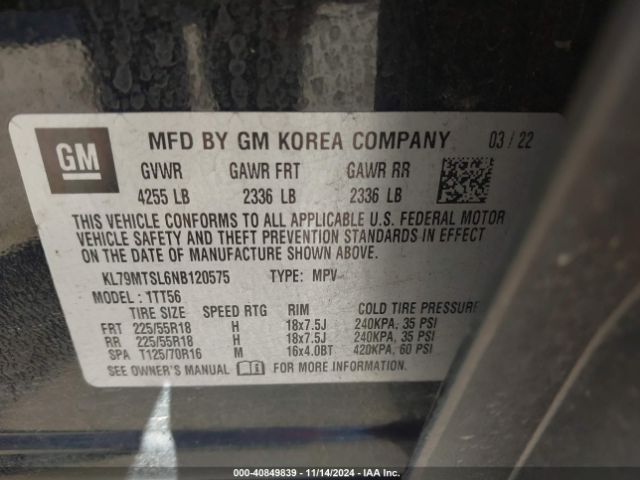 GM
MFD BY GM KOREA COMPANY 03 / 22
GVWR GAWR FRT GAWR RR
4255 LB 2336 LB 2336 LB
THIS VEHICLE CONFORMS TO ALL APPLICABLE U.S. FEDERAL MOTOR
VEHICLE SAFETY AND THEFT PREVENTION STANDARDS IN EFFECT
ON THE DATE OF MANUFACTURE SHOWN ABOVE.
KL79MTSL6NB120575 TYPE: MPV
MODEL: 1TT56
TIRE SIZE SPEED RTG RIM COLD TIRE PRESSURE
FRT 225/55R18 H 18x7.5J 240KPA, 35 PSI
RR 225/55R18 H 18x7.5J 240KPA, 35 PSI
SPA T125/70R16 M 16x4.0BT 420KPA, 60 PSI
SEE OWNER'S MANUAL FOR MORE INFORMATION.
000-40849839 - 11/14/2024 - IAA Inc.